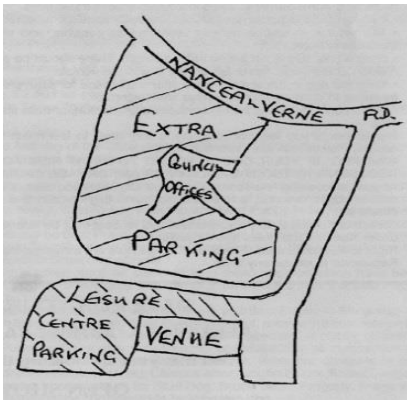 NANCEALVERNE RD.
EXTRA
COUNCIL
OFFICES
PARKING
LEISURE
CENTRE
PARKING
VENUE